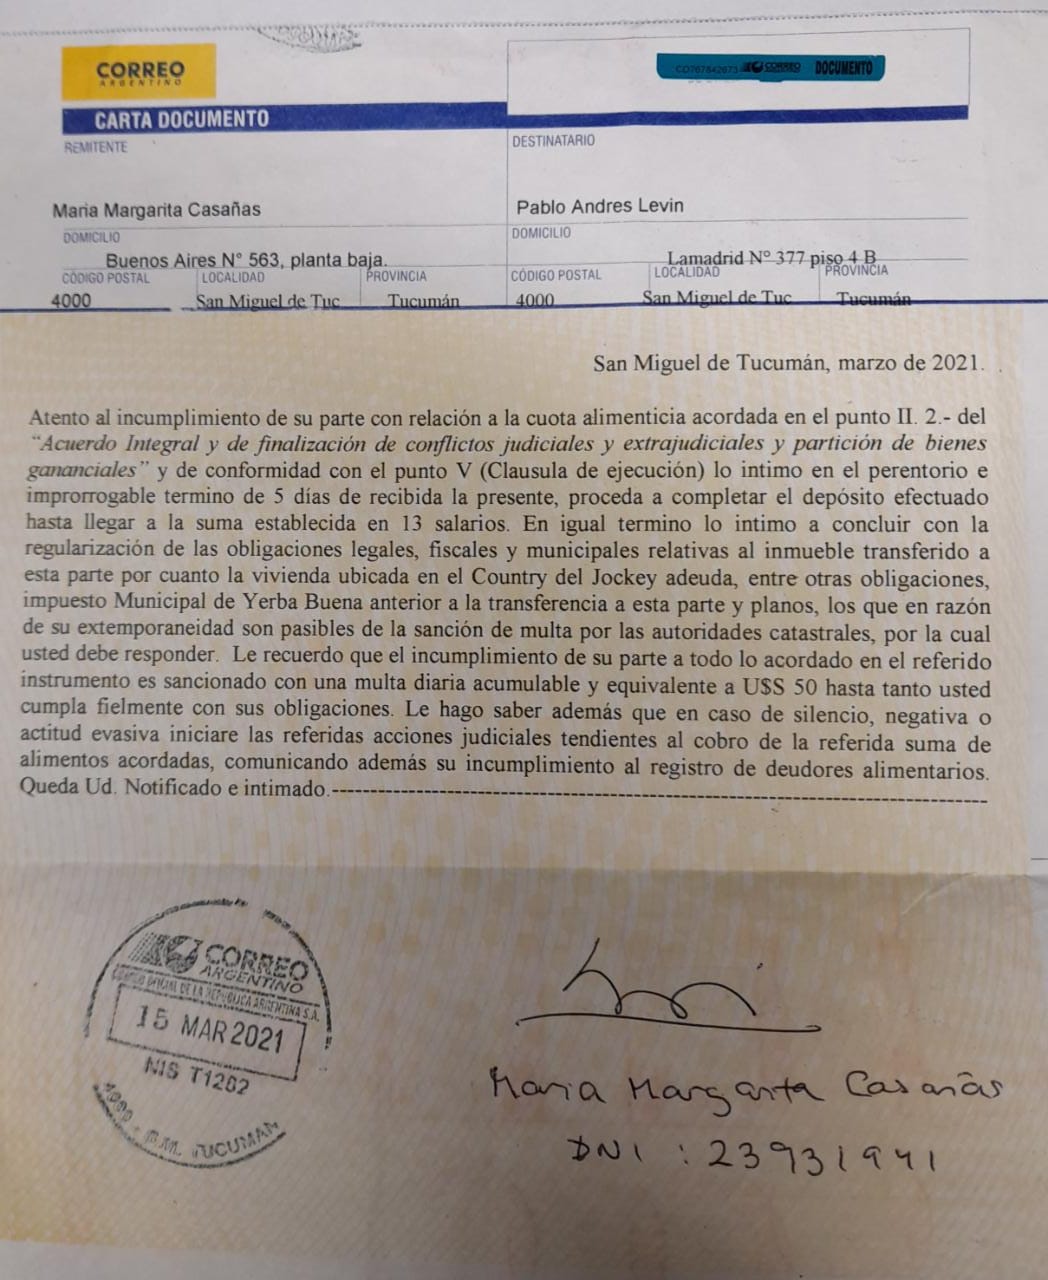 CORREO
ARGENTINO
CD767842673 CORREO DOCUMENTO
CARTA DOCUMENTO
REMITENTE
DESTINATARIO
Maria Margarita Casañas
Pablo Andres Levin
DOMICILIO
DOMICILIO
Buenos Aires N° 563, planta baja.
Lamadrid N° 377 piso 4 B
CÓDIGO POSTAL LOCALIDAD PROVINCIA
CÓDIGO POSTAL LOCALIDAD PROVINCIA
4000 San Miguel de Tuc Tucumán
4000 San Miguel de Tuc Tucumán
San Miguel de Tucumán, marzo de 2021.
Atento al incumplimiento de su parte con relación a la cuota alimenticia acordada en el punto II. 2.- del
"Acuerdo Integral y de finalización de conflictos judiciales y extrajudiciales y partición de bienes
gananciales" y de conformidad con el punto V (Clausula de ejecución) lo intimo en el perentorio e
improrrogable termino de 5 días de recibida la presente, proceda a completar el depósito efectuado
hasta llegar a la suma establecida en 13 salarios. En igual termino lo intimo a concluir con la
regularización de las obligaciones legales, fiscales y municipales relativas al inmueble transferido a
esta parte por cuanto la vivienda ubicada en el Country del Jockey adeuda, entre otras obligaciones,
impuesto Municipal de Yerba Buena anterior a la transferencia a esta parte y planos, los que en razón
de su extemporaneidad son pasibles de la sanción de multa por las autoridades catastrales, por la cual
usted debe responder. Le recuerdo que el incumplimiento de su parte a todo lo acordado en el referido
instrumento es sancionado con una multa diaria acumulable y equivalente a U$S 50 hasta tanto usted
cumpla fielmente con sus obligaciones. Le hago saber además que en caso de silencio, negativa o
actitud evasiva iniciare las referidas acciones judiciales tendientes al cobro de la referida suma de
alimentos acordadas, comunicando además su incumplimiento al registro de deudores alimentarios.
Queda Ud. Notificado e intimado.---
CORREO
ARGENTINO
CORREO OFICIAL DE LA REPUBLICA ARGENTINA S.A.
15 MAR 2021
NIS T1262
4000 - S.M. TUCUMAN
Maria Margarita Casañas
DNI : 23931941